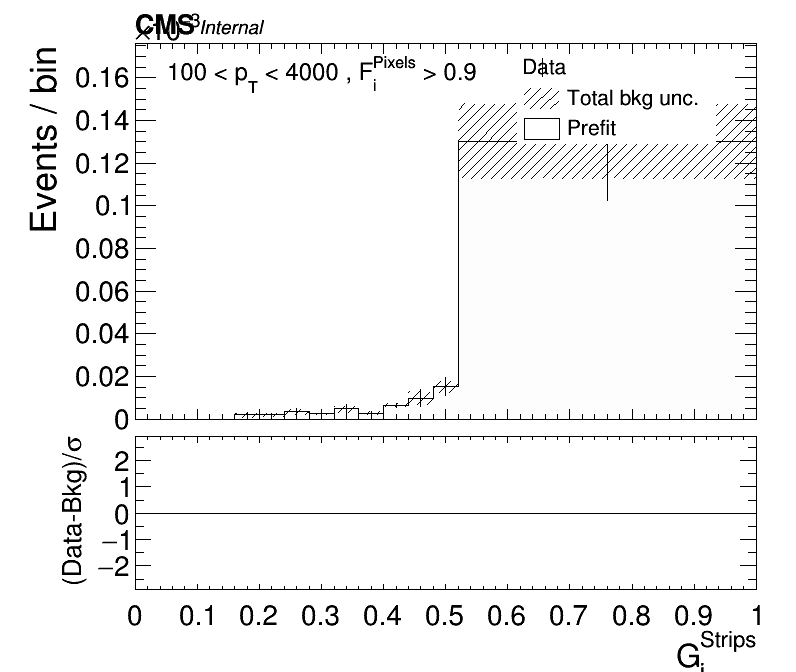 CMS Internal
×10³
100 < p_T < 4000 , F_i^Pixels > 0.9
Data
Total bkg unc.
Prefit
Events / bin
0.16
0.14
0.12
0.1
0.08
0.06
0.04
0.02
0
(Data-Bkg)/σ
2
1
0
−1
−2
0 0.1 0.2 0.3 0.4 0.5 0.6 0.7 0.8 0.9 1
G_i^Strips